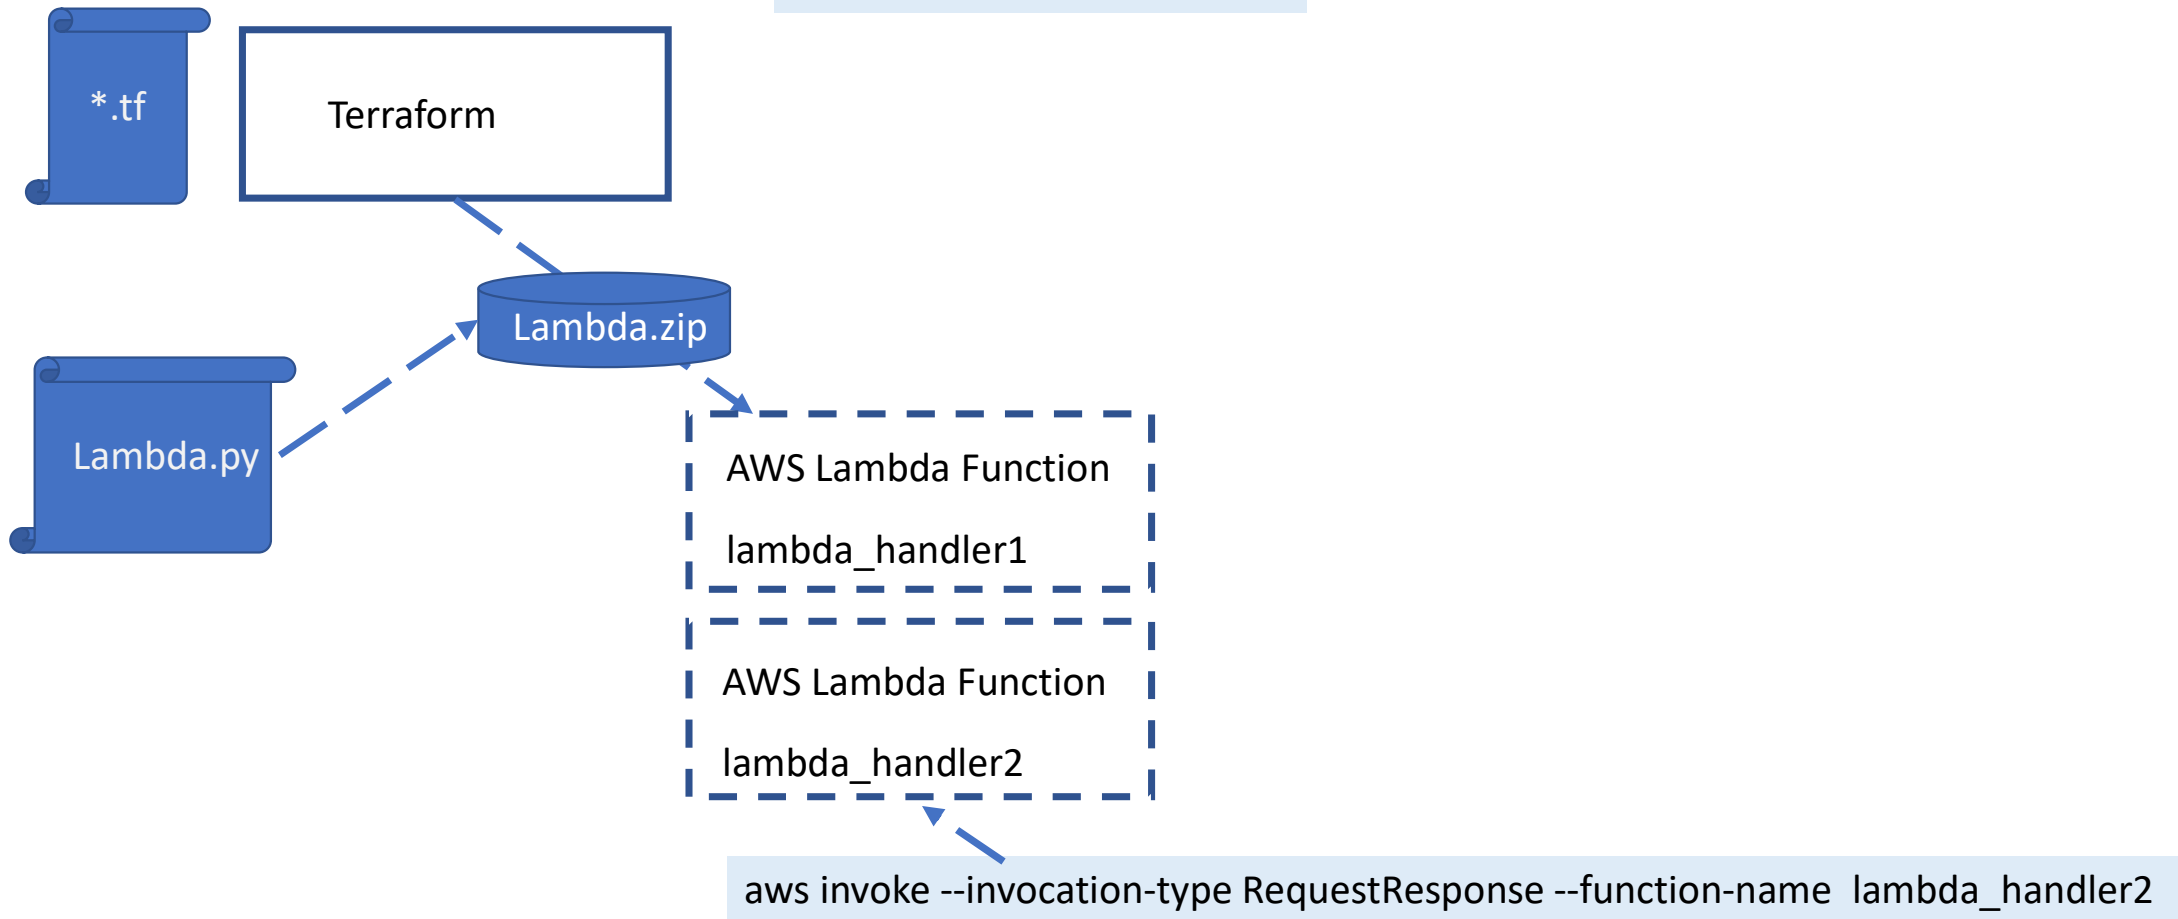 *.tf
Terraform
Lambda.zip
Lambda.py
AWS Lambda Function
lambda_handler1
AWS Lambda Function
lambda_handler2
aws invoke --invocation-type RequestResponse --function-name  lambda_handler2